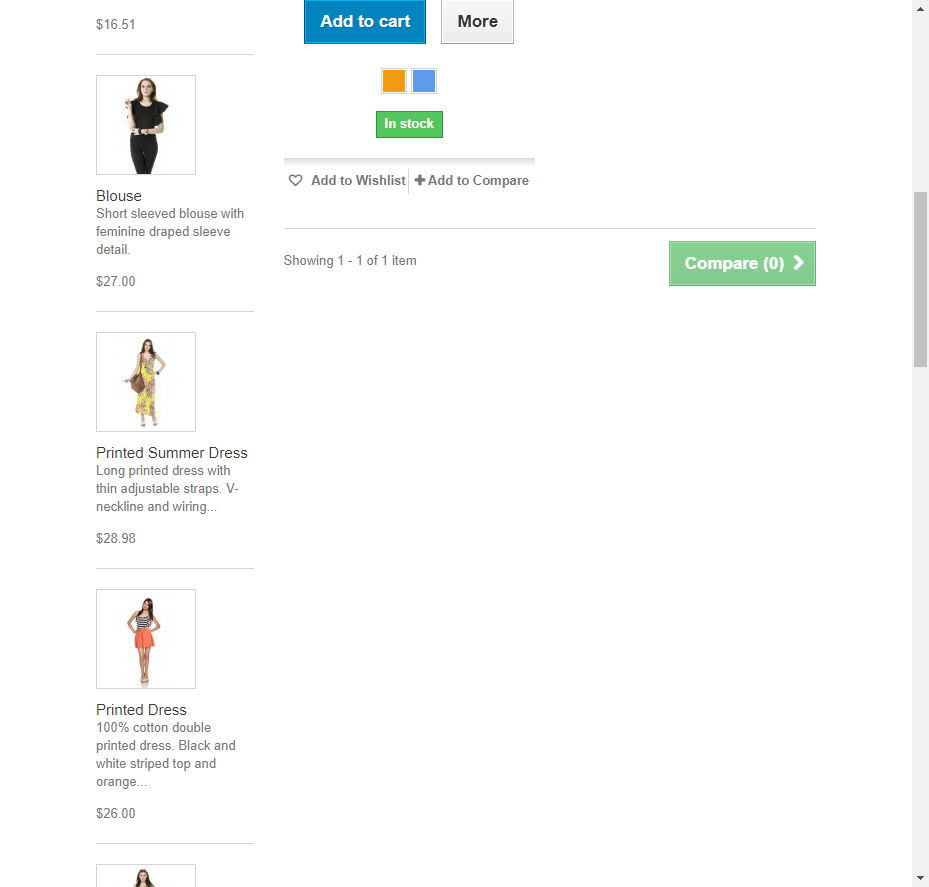 $16.51
Blouse
Short sleeved blouse with
feminine draped sleeve
detail.
$27.00
Printed Summer Dress
Long printed dress with
thin adjustable straps. V-
neckline and wiring...
$28.98
Printed Dress
100% cotton double
printed dress. Black and
white striped top and
orange...
$26.00
Add to cart
More
In stock
Add to Wishlist
Add to Compare
Showing 1 - 1 of 1 item
Compare (0)